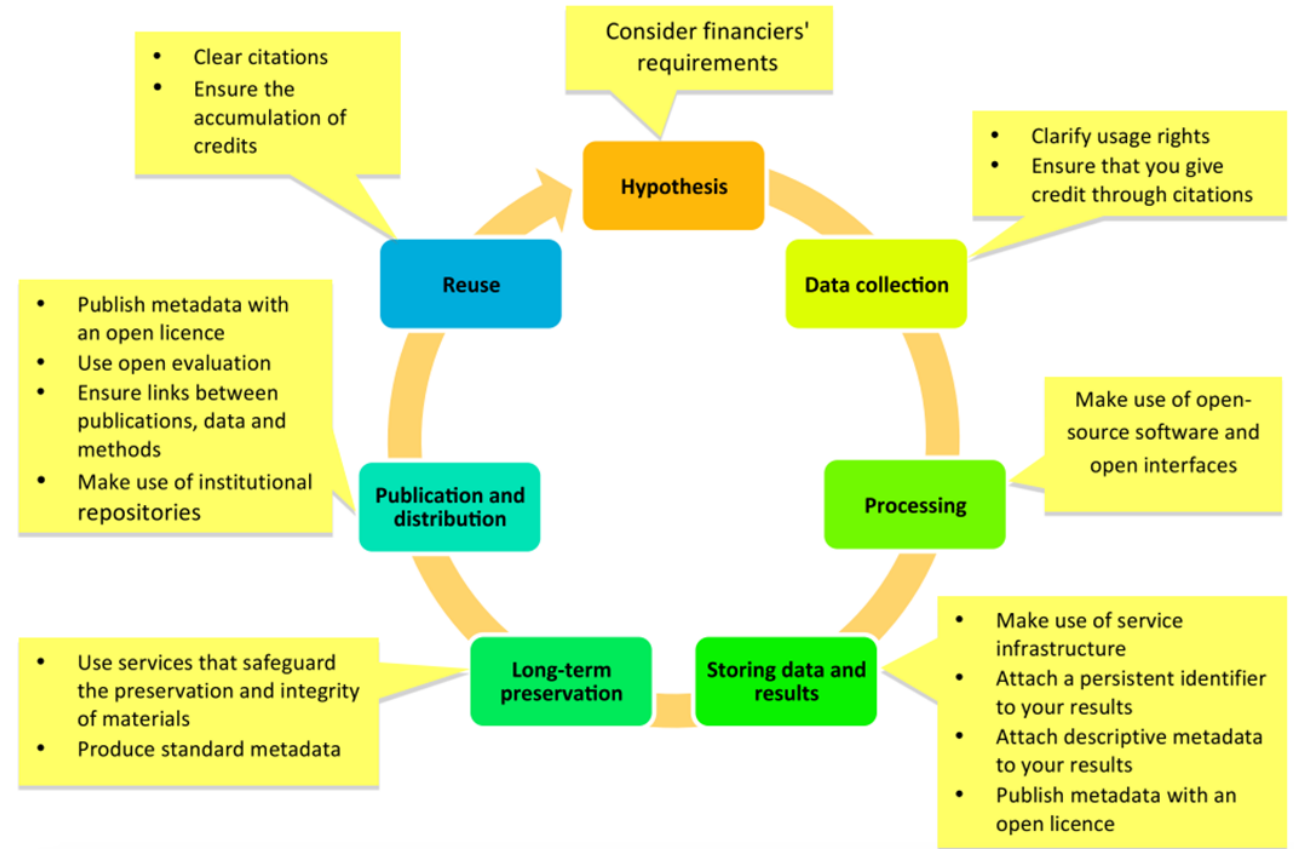 Consider financiers'
requirements
• Clear citations
• Ensure the
accumulation of
credits
• Clarify usage rights
• Ensure that you give
credit through citations
Hypothesis
Reuse
Data collection
• Publish metadata with
an open licence
• Use open evaluation
• Ensure links between
publications, data and
methods
• Make use of institutional
repositories
Make use of open-
source software and
open interfaces
Publication and
distribution
Processing
• Use services that safeguard
the preservation and integrity
of materials
• Produce standard metadata
Long-term
preservation
Storing data and
results
• Make use of service
infrastructure
• Attach a persistent identifier
to your results
• Attach descriptive metadata
to your results
• Publish metadata with an
open licence